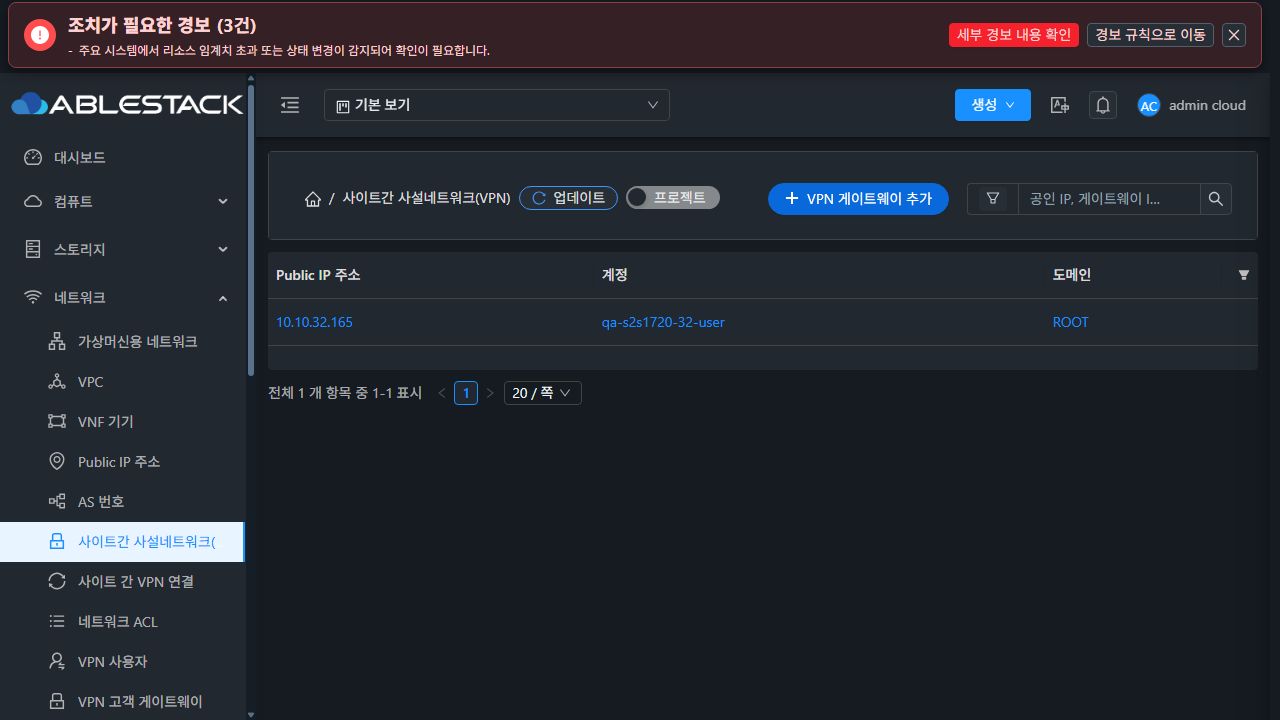 조치가 필요한 경보 (3건)
- 주요 시스템에서 리소스 임계치 초과 또는 상태 변경이 감지되어 확인이 필요합니다.
세부 경보 내용 확인
경보 규칙으로 이동
ABLESTACK
기본 보기
생성
AC
admin cloud
대시보드
컴퓨트
스토리지
네트워크
가상머신용 네트워크
VPC
VNF 기기
Public IP 주소
AS 번호
사이트간 사설네트워크(
사이트 간 VPN 연결
네트워크 ACL
VPN 사용자
VPN 고객 게이트웨이
/ 사이트간 사설네트워크(VPN)
업데이트
프로젝트
VPN 게이트웨이 추가
공인 IP, 게이트웨이 I...
Public IP 주소 계정 도메인
10.10.32.165 qa-s2s1720-32-user ROOT
전체 1 개 항목 중 1-1 표시
1
20 / 쪽